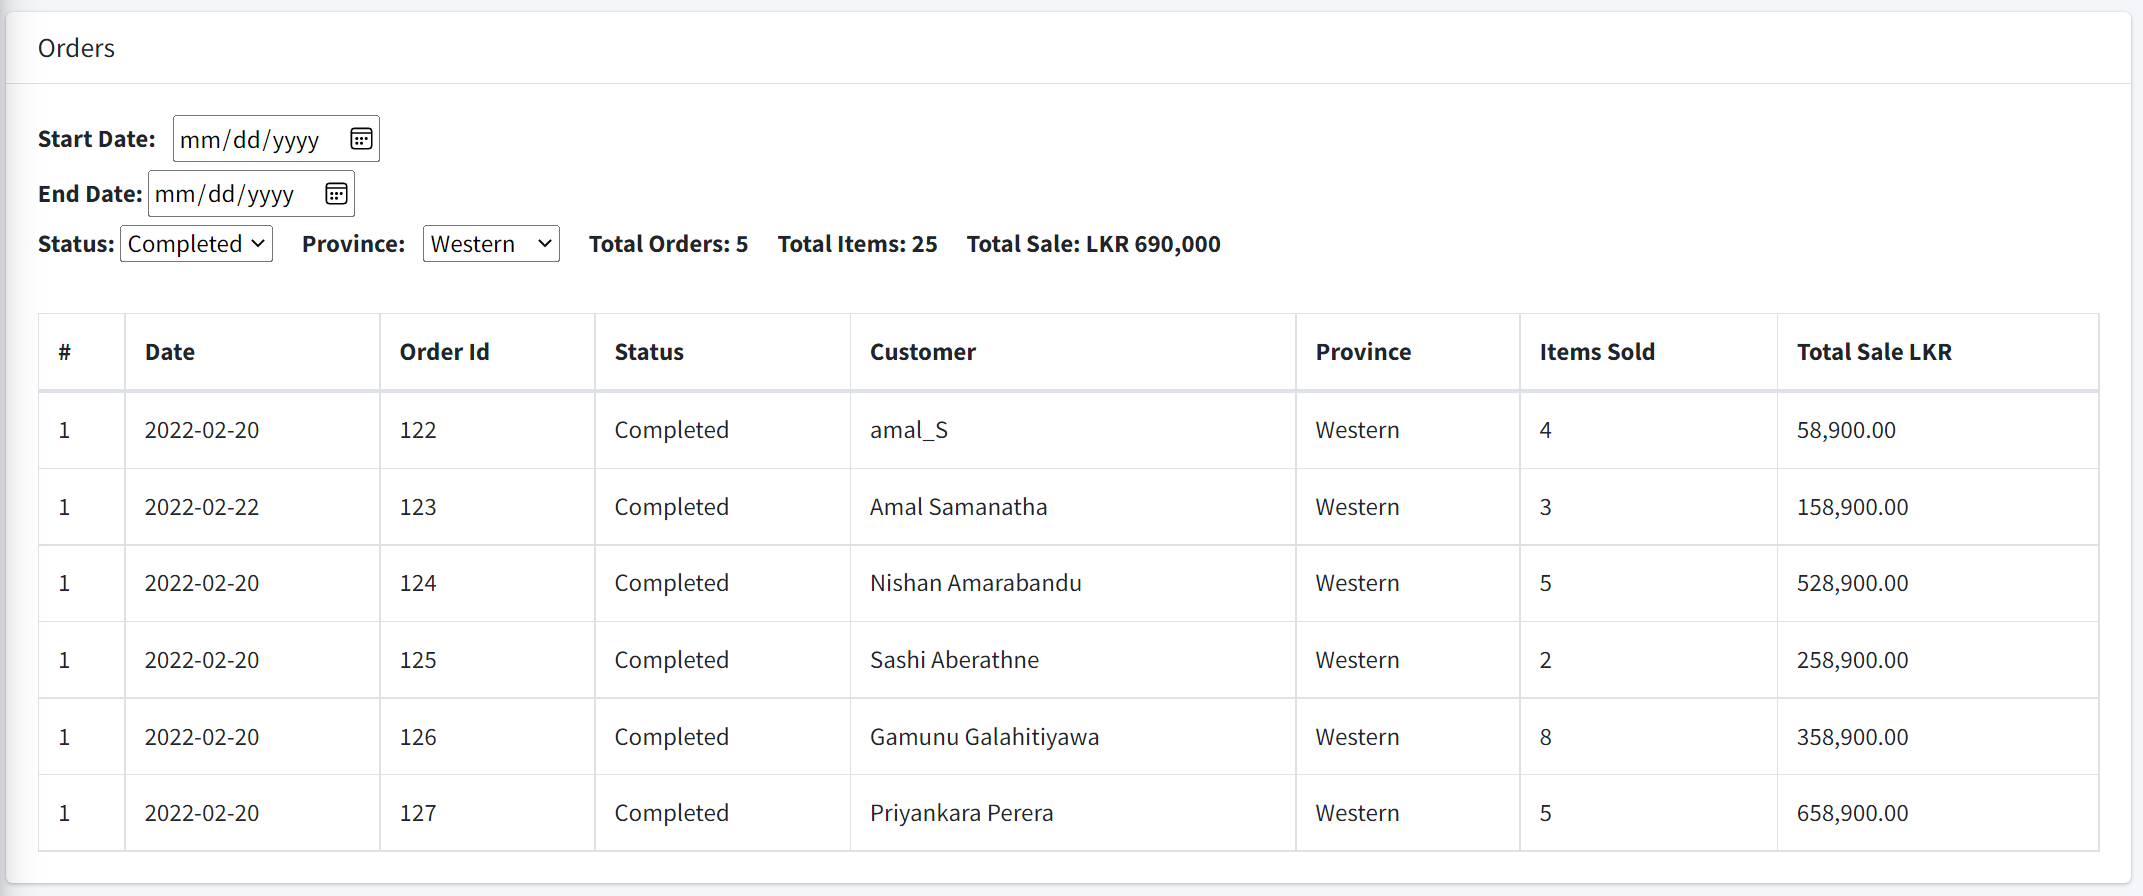 Orders
Start Date: mm/dd/yyyy
End Date: mm/dd/yyyy
Status: Completed Province: Western Total Orders: 5 Total Items: 25 Total Sale: LKR 690,000
# Date Order Id Status Customer Province Items Sold Total Sale LKR
1 2022-02-20 122 Completed amal_S Western 4 58,900.00
1 2022-02-22 123 Completed Amal Samanatha Western 3 158,900.00
1 2022-02-20 124 Completed Nishan Amarabandu Western 5 528,900.00
1 2022-02-20 125 Completed Sashi Aberathne Western 2 258,900.00
1 2022-02-20 126 Completed Gamunu Galahitiyawa Western 8 358,900.00
1 2022-02-20 127 Completed Priyankara Perera Western 5 658,900.00